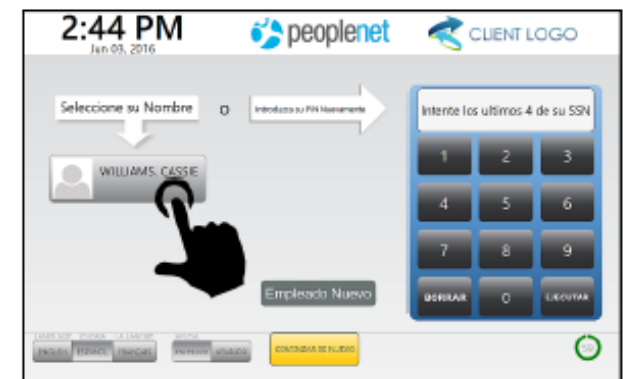 2:44 PM
Jun 03, 2016
peoplenet
CLIENT LOGO
Seleccione su Nombre
o
Introduzca su PIN Nuevamente
Intente los ultimos 4 de su SSN
WILLIAMS, CASSIE
1 2 3
4 5 6
7 8 9
BORRAR 0 EJECUTAR
Empleado Nuevo
ENGLISH ESPAÑOL FRANÇAIS
COMENZAR DE NUEVO